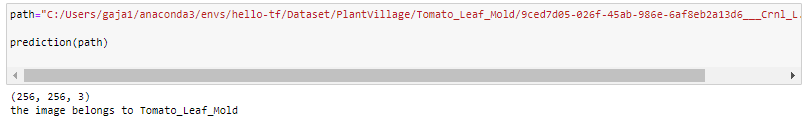 path="C:/Users/gaja1/anaconda3/envs/hello-tf/Dataset/PlantVillage/Tomato_Leaf_Mold/9ced7d05-026f-45ab-986e-6af8eb2a13d6___Crnl_L.
prediction(path)
(256, 256, 3)
the image belongs to Tomato_Leaf_Mold